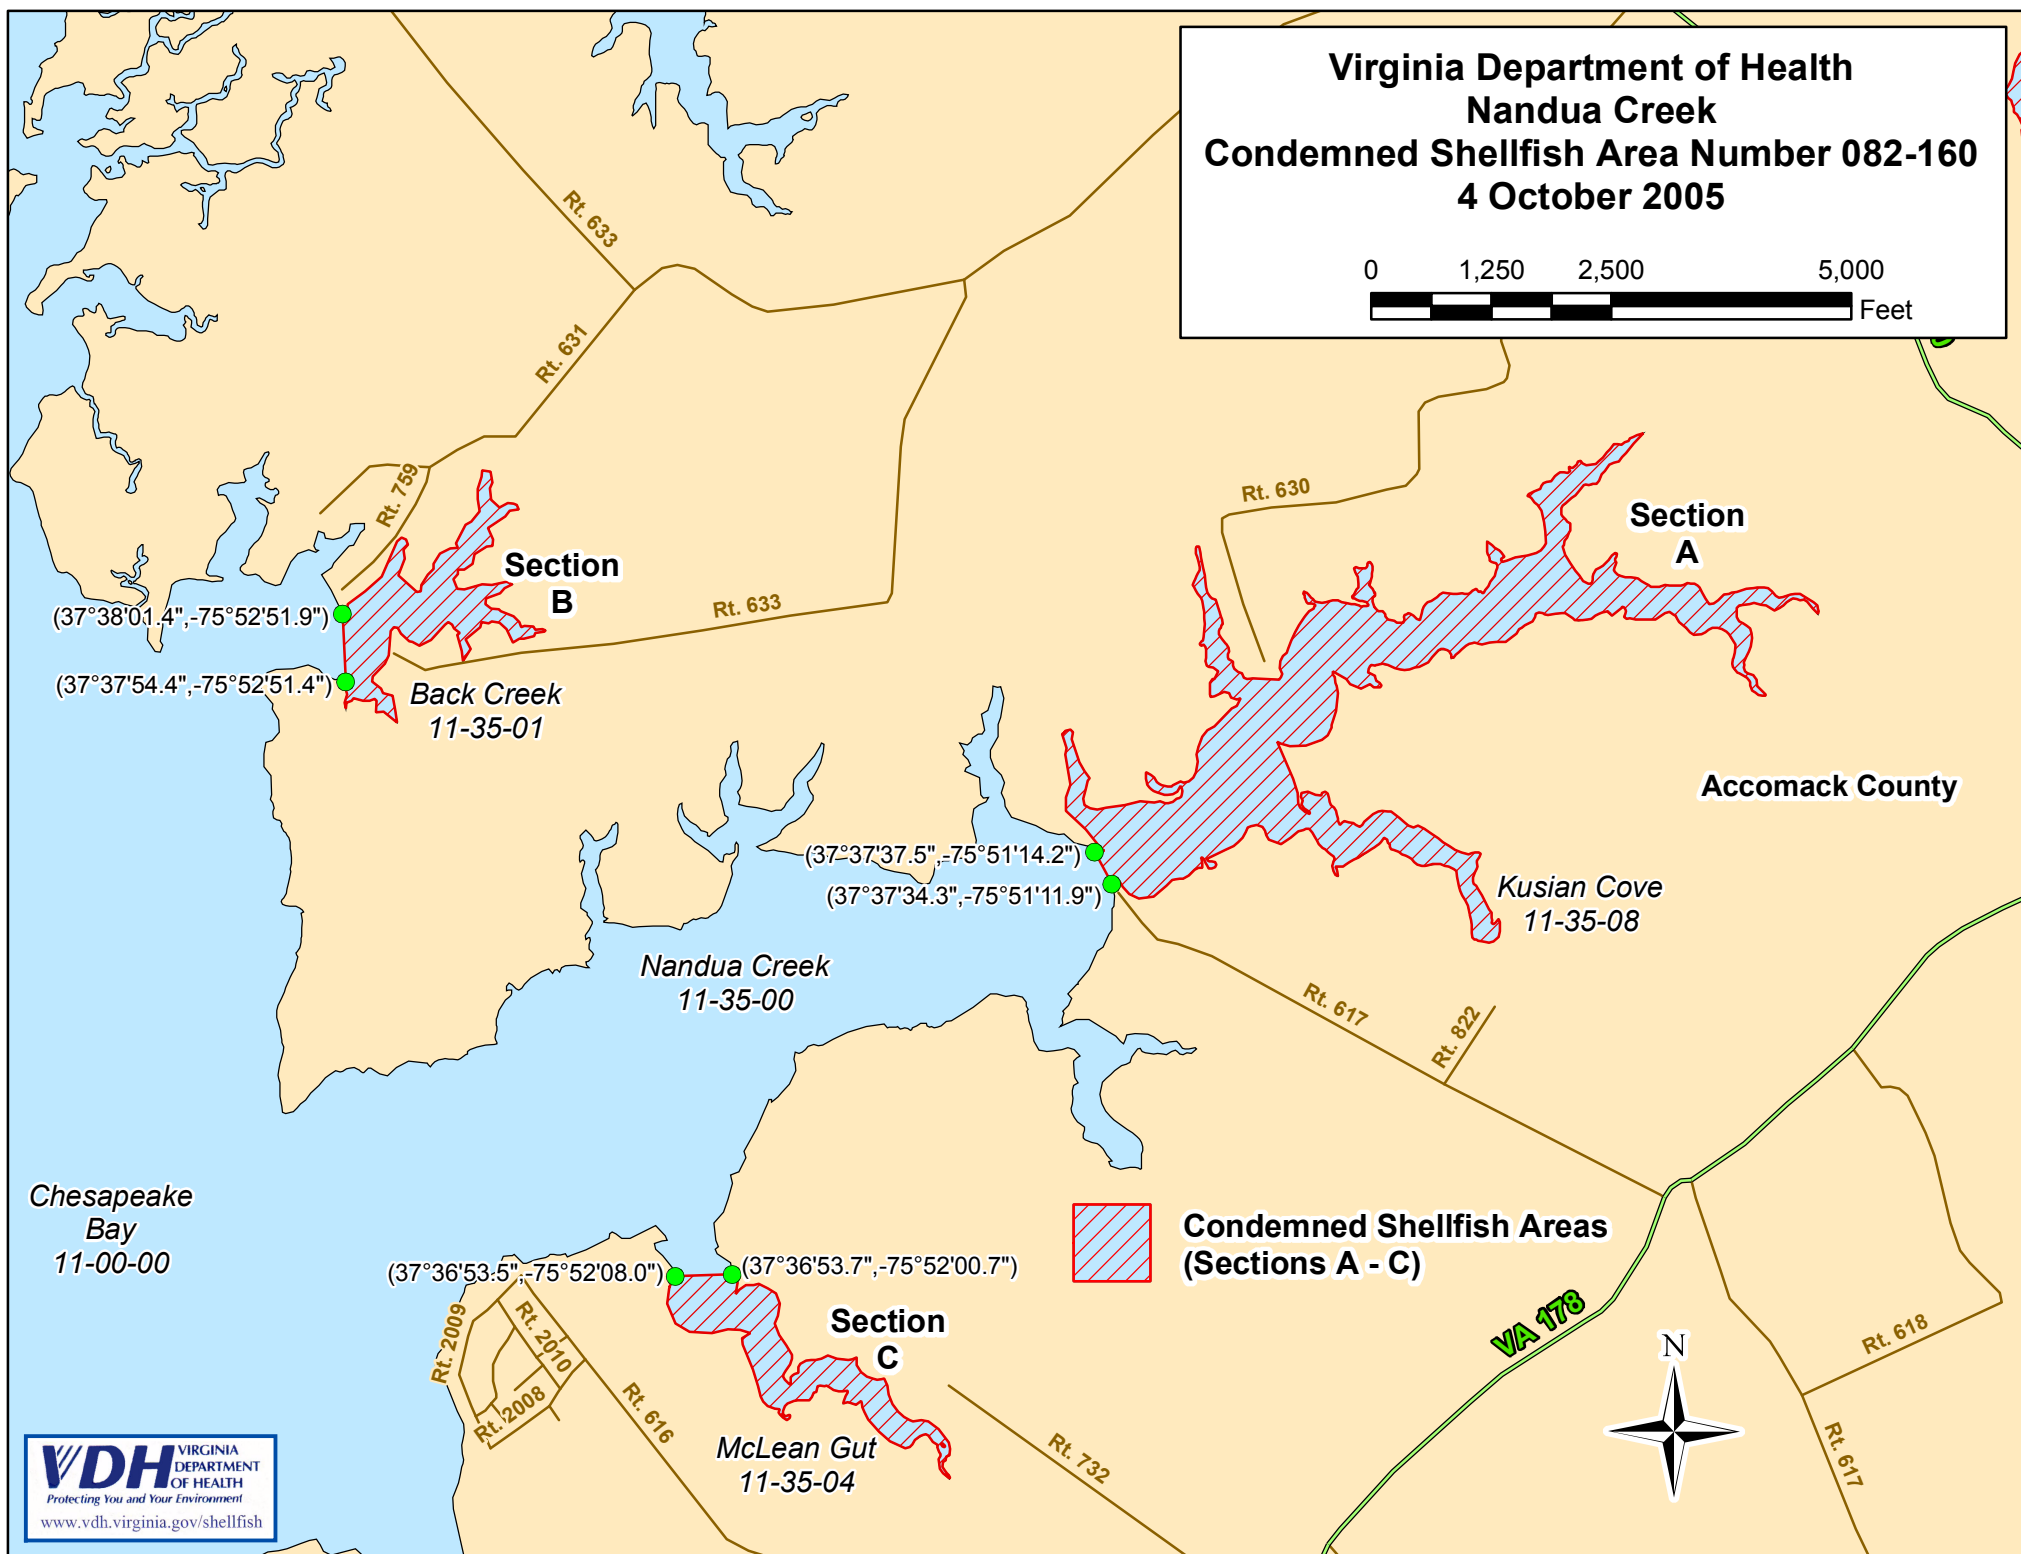 Virginia Department of Health
Nandua Creek
Condemned Shellfish Area Number 082-160
4 October 2005
0 1,250 2,500 5,000
Feet
Rt. 633
Rt. 631
Rt. 759
Rt. 630
Section
A
Section
B
(37°38'01.4",-75°52'51.9")
Rt. 633
(37°37'54.4",-75°52'51.4")
Back Creek
11-35-01
Accomack County
(37°37'37.5",-75°51'14.2")
(37°37'34.3",-75°51'11.9")
Kusian Cove
11-35-08
Nandua Creek
11-35-00
Rt. 617
Rt. 822
Chesapeake
Bay
11-00-00
Condemned Shellfish Areas
(Sections A - C)
(37°36'53.5",-75°52'08.0")
(37°36'53.7",-75°52'00.7")
Section
C
Rt. 2009
Rt. 2010
Rt. 2008
Rt. 616
VA 178
Rt. 618
N
McLean Gut
11-35-04
Rt. 732
Rt. 617
VDH
VIRGINIA
DEPARTMENT
OF HEALTH
Protecting You and Your Environment
www.vdh.virginia.gov/shellfish